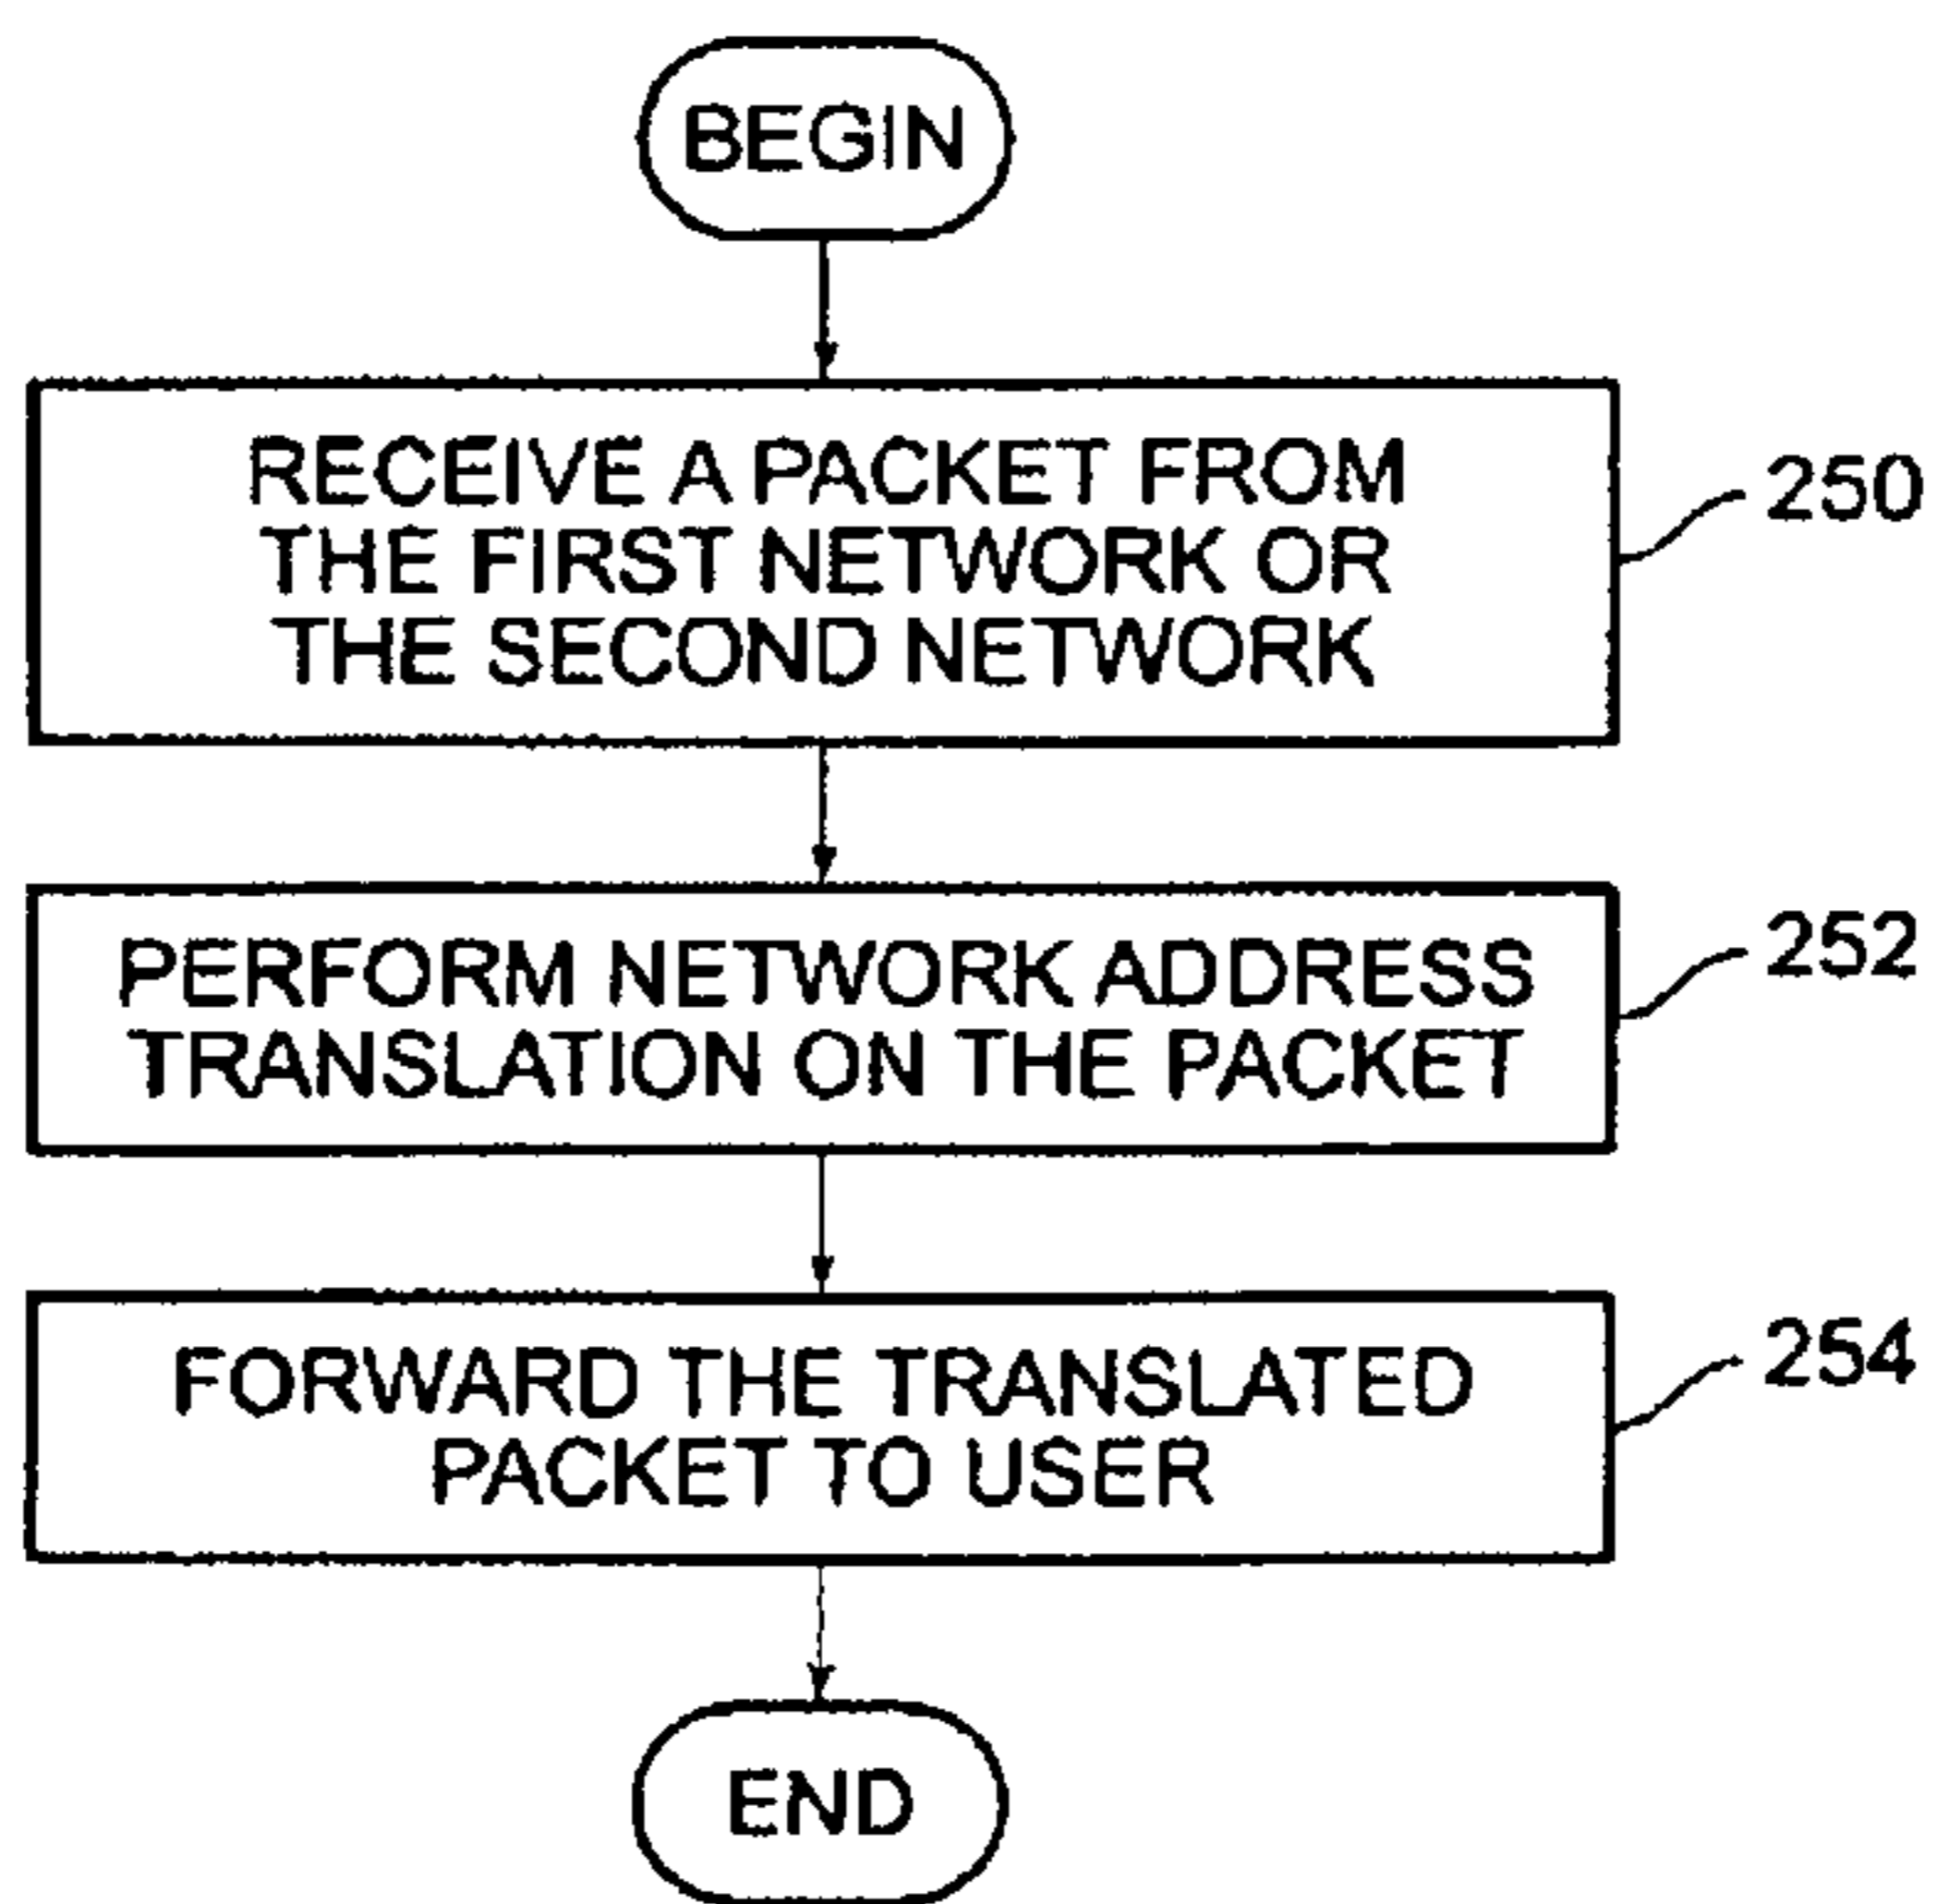 BEGIN
RECEIVE A PACKET FROM
THE FIRST NETWORK OR
THE SECOND NETWORK
250
PERFORM NETWORK ADDRESS
TRANSLATION ON THE PACKET
252
FORWARD THE TRANSLATED
PACKET TO USER
254
END